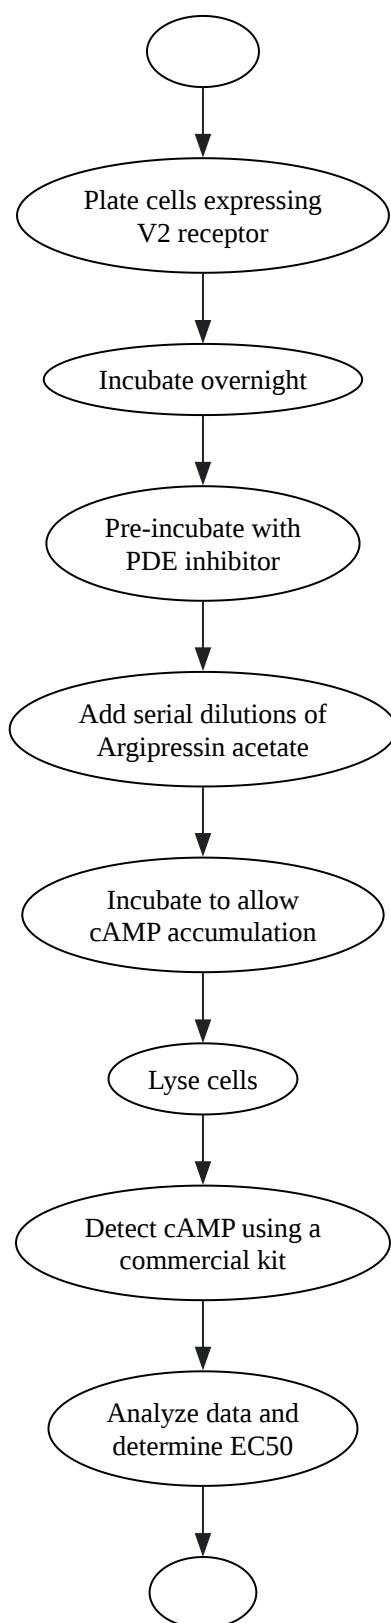 Plate cells expressing
V2 receptor
Incubate overnight
Pre-incubate with
PDE inhibitor
Add serial dilutions of
Argipressin acetate
Incubate to allow
cAMP accumulation
Lyse cells
Detect cAMP using a
commercial kit
Analyze data and
determine EC50